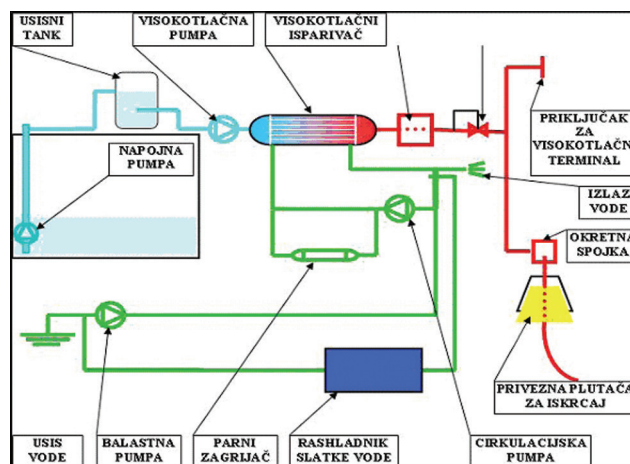 USISNI
TANK
VISOKOTLAČNA
PUMPA
VISOKOTLAČNI
ISPARIVAČ
NAPOJNA
PUMPA
PRIKLJUČAK
ZA
VISOKOTLAČNI
TERMINAL
IZLAZ
VODE
OKRETNA
SPOJKA
PRIVEZNA PLUTAČA
ZA ISKRCAJ
USIS
VODE
BALASTNA
PUMPA
PARNI
ZAGRIJAČ
RASHLADNIK
SLATKE VODE
CIRKULACIJSKA
PUMPA